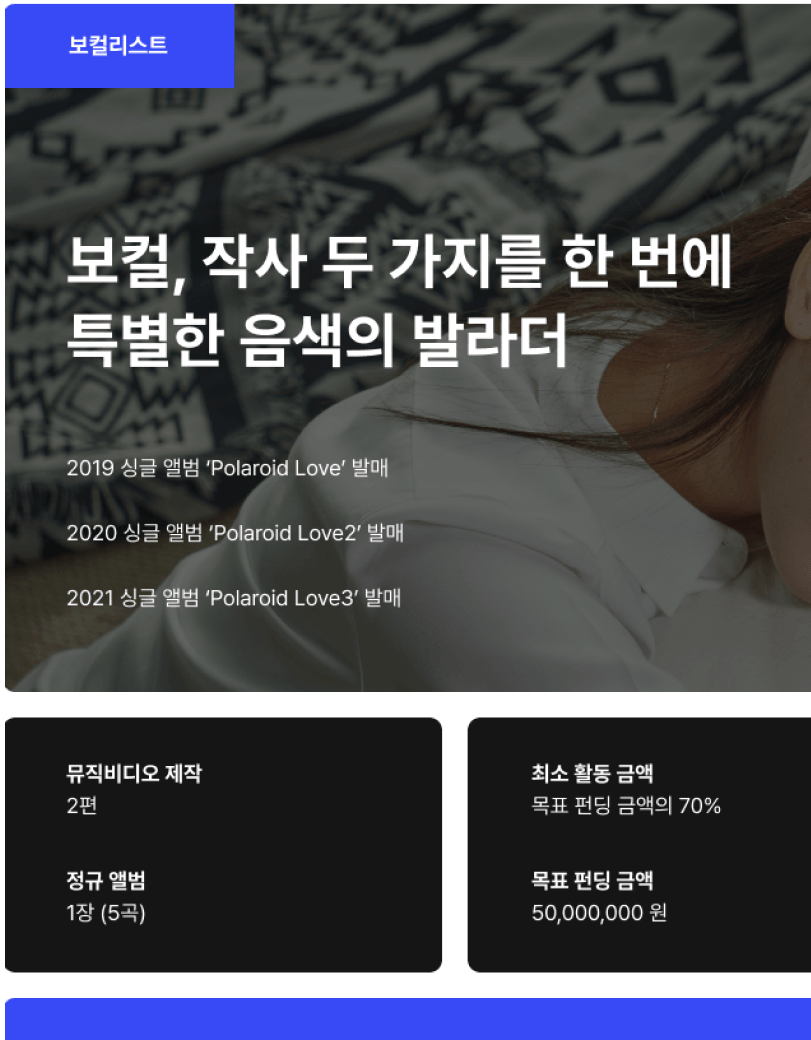 보컬리스트
보컬, 작사 두 가지를 한 번에
특별한 음색의 발라더
2019 싱글 앨범 ‘Polaroid Love’ 발매
2020 싱글 앨범 ‘Polaroid Love2’ 발매
2021 싱글 앨범 ‘Polaroid Love3’ 발매
뮤직비디오 제작
2편
정규 앨범
1장 (5곡)
최소 활동 금액
목표 펀딩 금액의 70%
목표 펀딩 금액
50,000,000 원